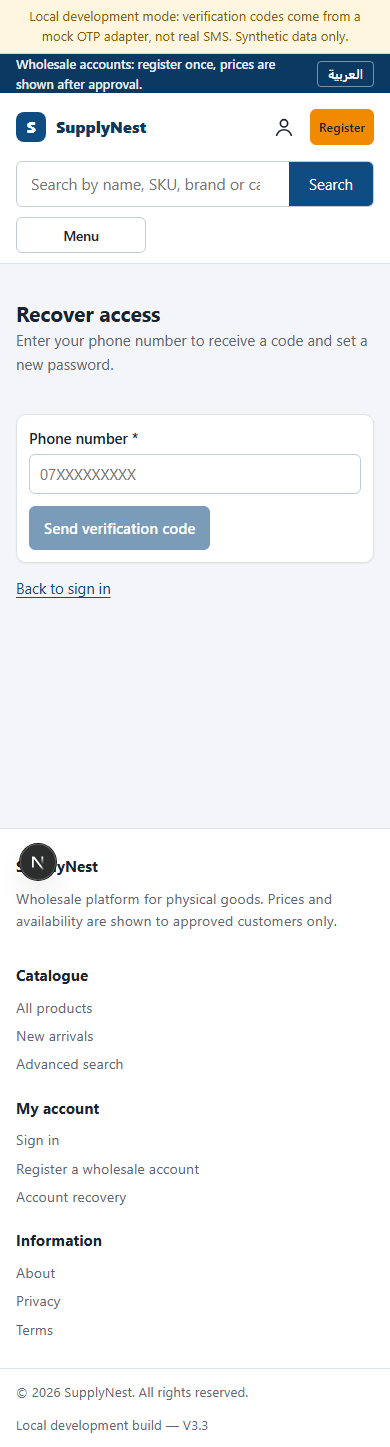 Local development mode: verification codes come from a
mock OTP adapter, not real SMS. Synthetic data only.
Wholesale accounts: register once, prices are
shown after approval.
العربية
S
SupplyNest
Register
Search by name, SKU, brand or ca
Search
Menu
Recover access
Enter your phone number to receive a code and set a
new password.
Phone number *
07XXXXXXXXX
Send verification code
Back to sign in
N
yNest
Wholesale platform for physical goods. Prices and
availability are shown to approved customers only.
Catalogue
All products
New arrivals
Advanced search
My account
Sign in
Register a wholesale account
Account recovery
Information
About
Privacy
Terms
© 2026 SupplyNest. All rights reserved.
Local development build — V3.3